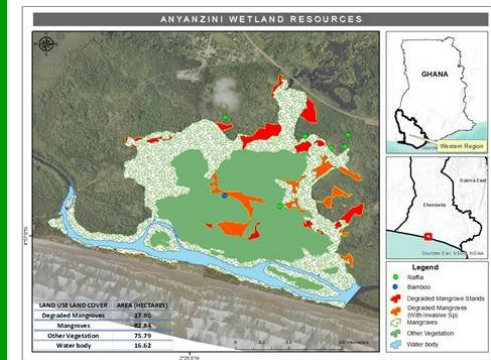 ANYANZINI WETLAND RESOURCES
GHANA
Western Region
Ellembelle
LAND USE LAND COVER AREA (HECTARES)
Degraded Mangroves 17.80
Mangroves 82.84
Other Vegetation 75.79
Water body 16.62
Legend
Raffia
Bamboo
Degraded Mangrove Stands
Degraded Mangroves
(With Invasive Sp)
Mangroves
Other Vegetation
Water body